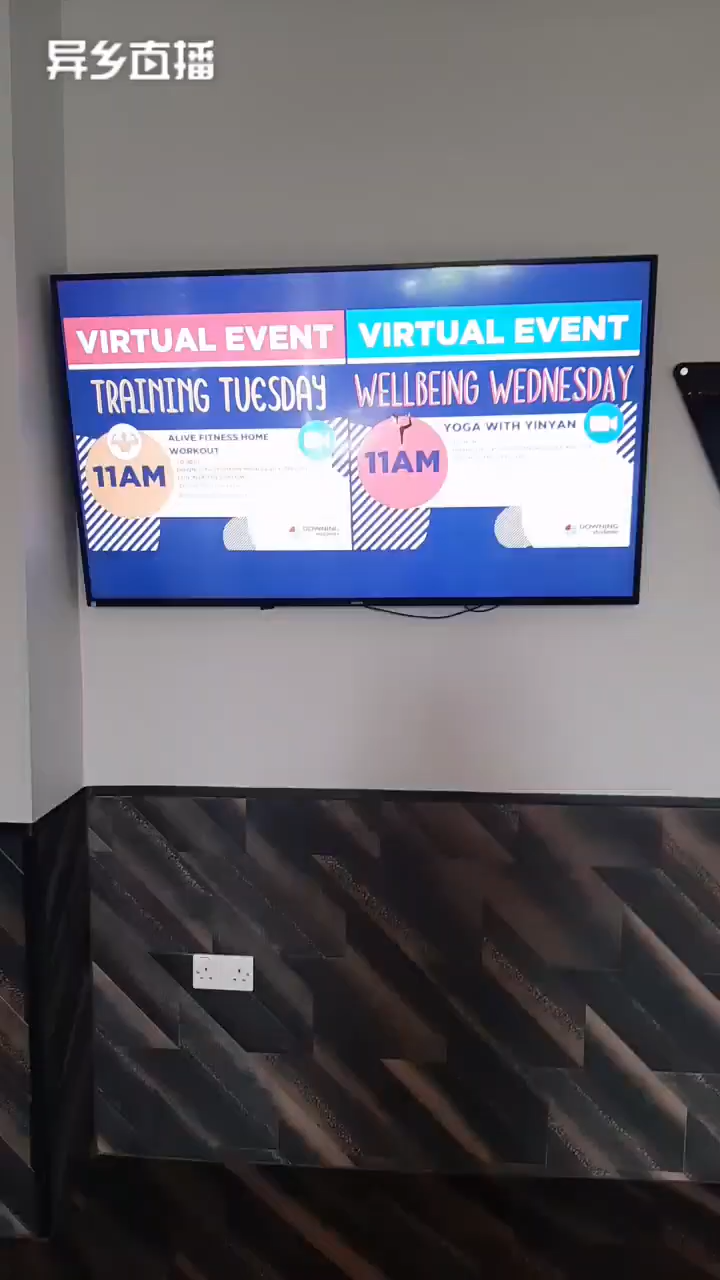 异乡直播
VIRTUAL EVENT
TRAINING TUESDAY
11AM
ALIVE FITNESS HOME
WORKOUT
DOWNING
VIRTUAL EVENT
WELLBEING WEDNESDAY
11AM
YOGA WITH YINYAN
DOWNING
students